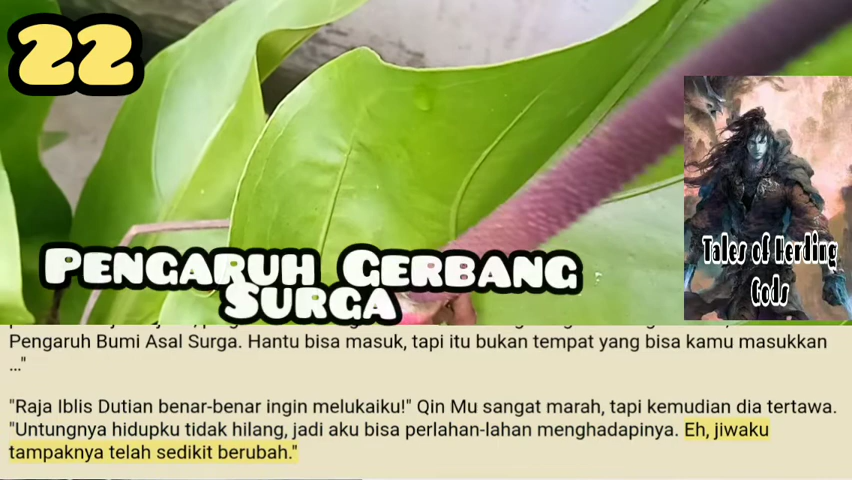 22
Tales of Herding
Gods
PENGARUH GERBANG
SURGA
Pengaruh Bumi Asal Surga. Hantu bisa masuk, tapi itu bukan tempat yang bisa kamu masukkan
..."
"Raja Iblis Dutian benar-benar ingin melukaiku!" Qin Mu sangat marah, tapi kemudian dia tertawa.
"Untungnya hidupku tidak hilang, jadi aku bisa perlahan-lahan menghadapinya. Eh, jiwaku
tampaknya telah sedikit berubah."